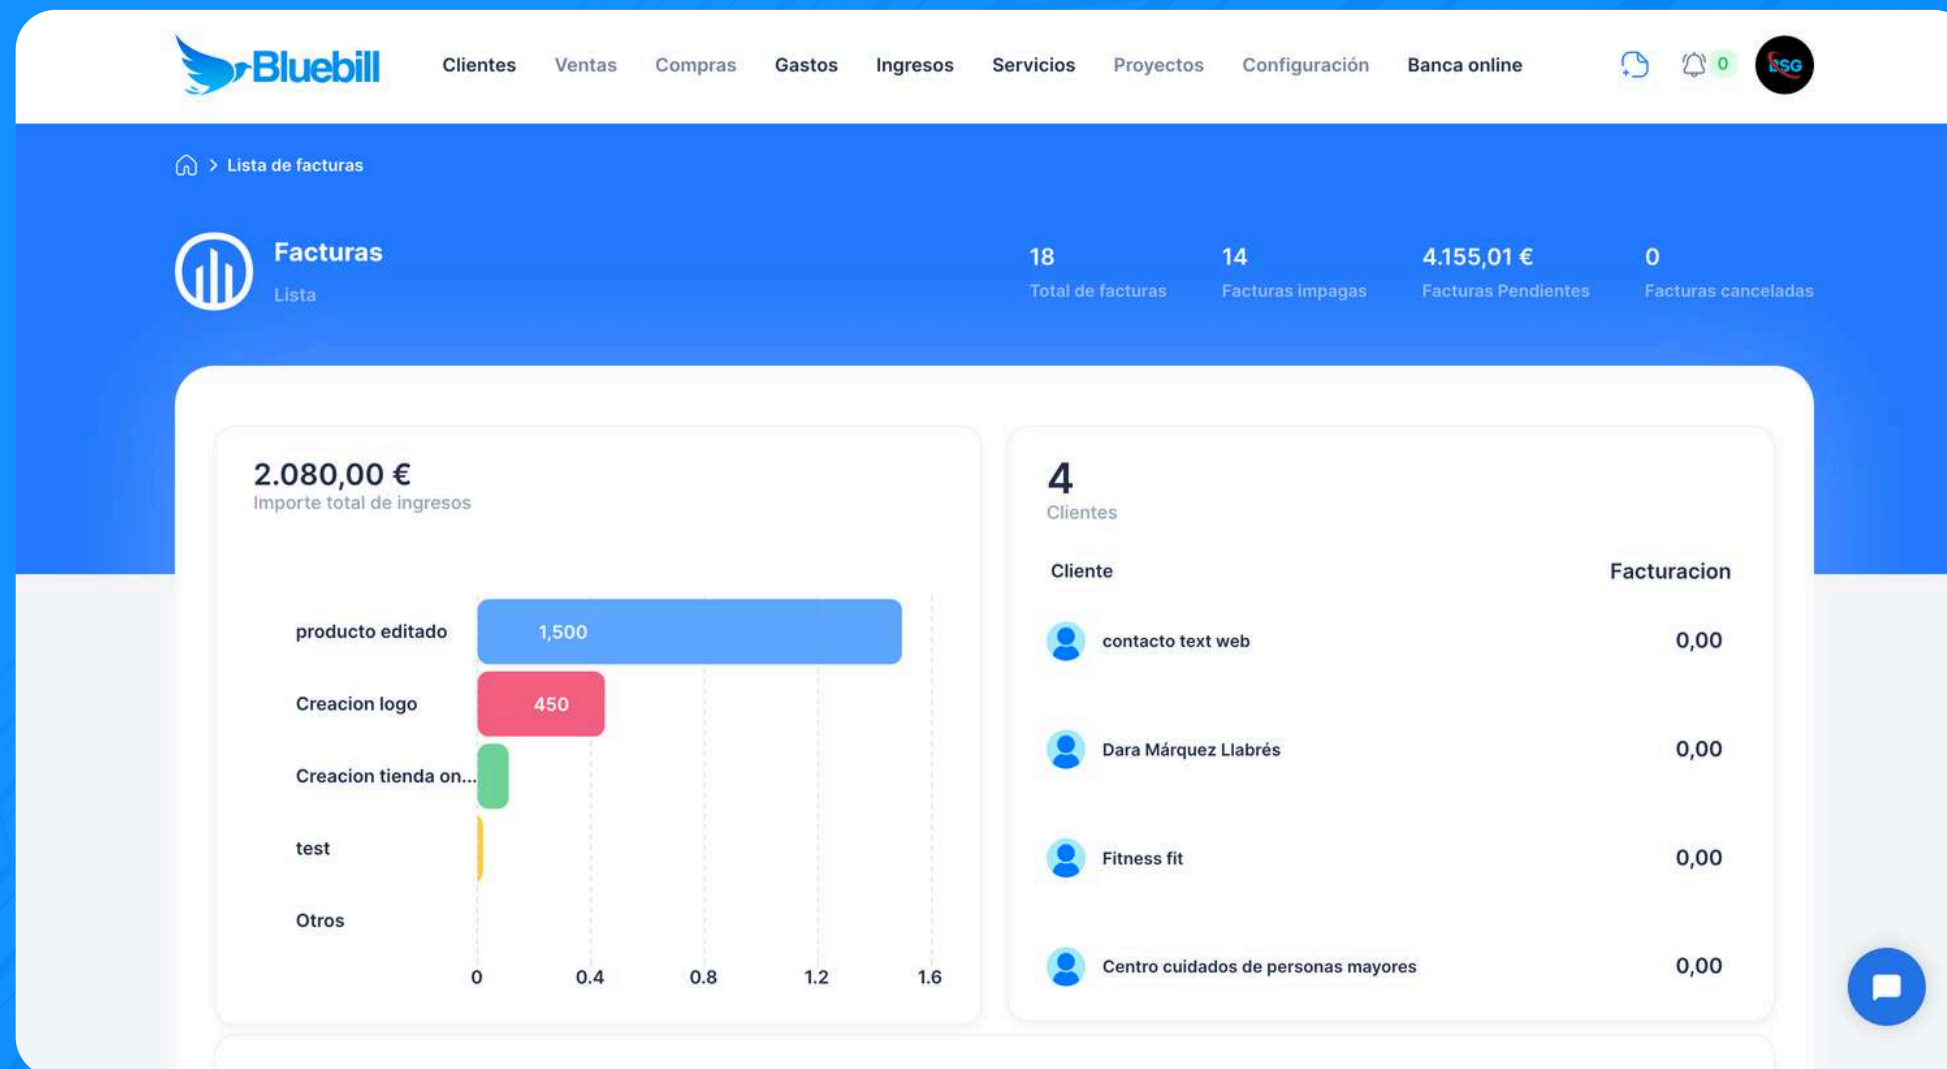 Bluebill
Clientes Ventas Compras Gastos Ingresos Servicios Proyectos Configuración Banca online 0
> Lista de facturas
Facturas
Lista
18 14 4.155,01 € 0
Total de facturas Facturas impagas Facturas Pendientes Facturas canceladas
2.080,00 €
Importe total de ingresos
producto editado 1,500
Creacion logo 450
Creacion tienda on...
test
Otros
0 0.4 0.8 1.2 1.6
4
Clientes
Cliente Facturacion
contacto text web 0,00
Dara Márquez Llabrés 0,00
Fitness fit 0,00
Centro cuidados de personas mayores 0,00